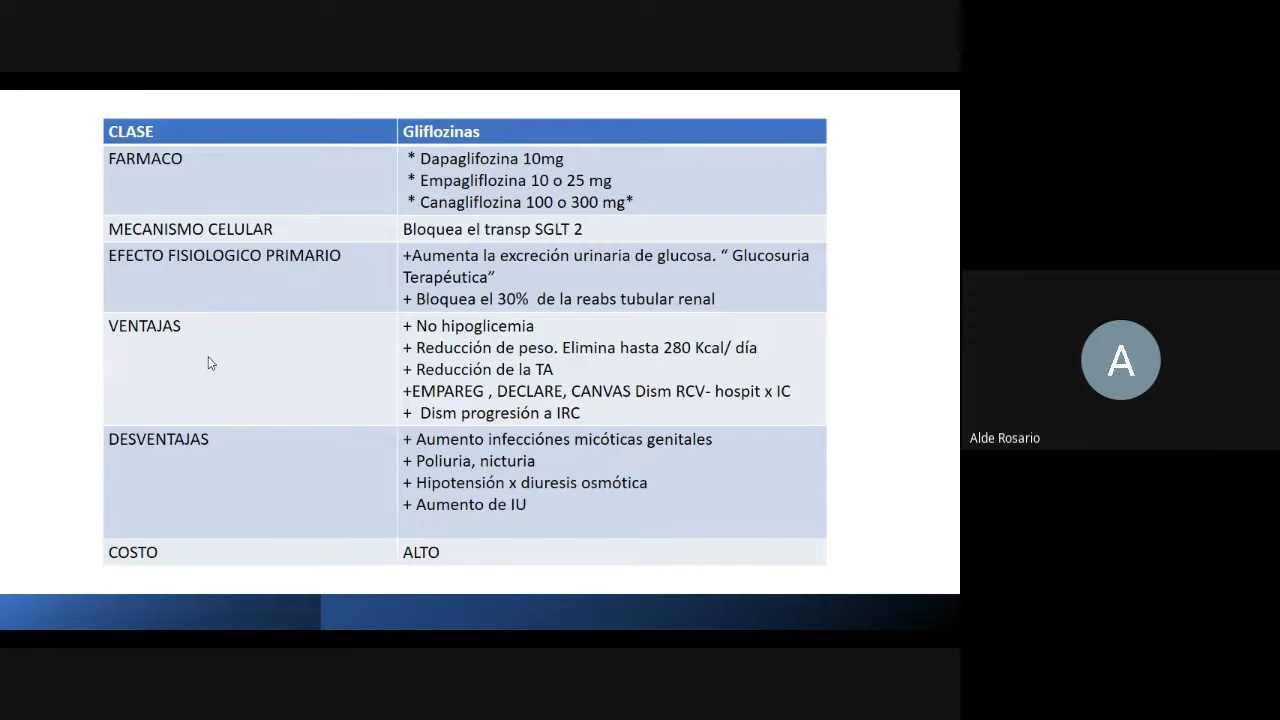 CLASE
Gliflozinas
FARMACO
* Dapaglifozina 10mg
* Empagliflozina 10 o 25 mg
* Canagliflozina 100 o 300 mg*
MECANISMO CELULAR
Bloquea el transp SGLT 2
EFECTO FISIOLOGICO PRIMARIO
+Aumenta la excreción urinaria de glucosa. “ Glucosuria
Terapéutica”
+ Bloquea el 30% de la reabs tubular renal
VENTAJAS
+ No hipoglicemia
+ Reducción de peso. Elimina hasta 280 Kcal/ día
+ Reducción de la TA
+EMPAREG , DECLARE, CANVAS Dism RCV- hospit x IC
+ Dism progresión a IRC
DESVENTAJAS
+ Aumento infecciónes micóticas genitales
+ Poliuria, nicturia
+ Hipotensión x diuresis osmótica
+ Aumento de IU
COSTO
ALTO
A
Alde Rosario